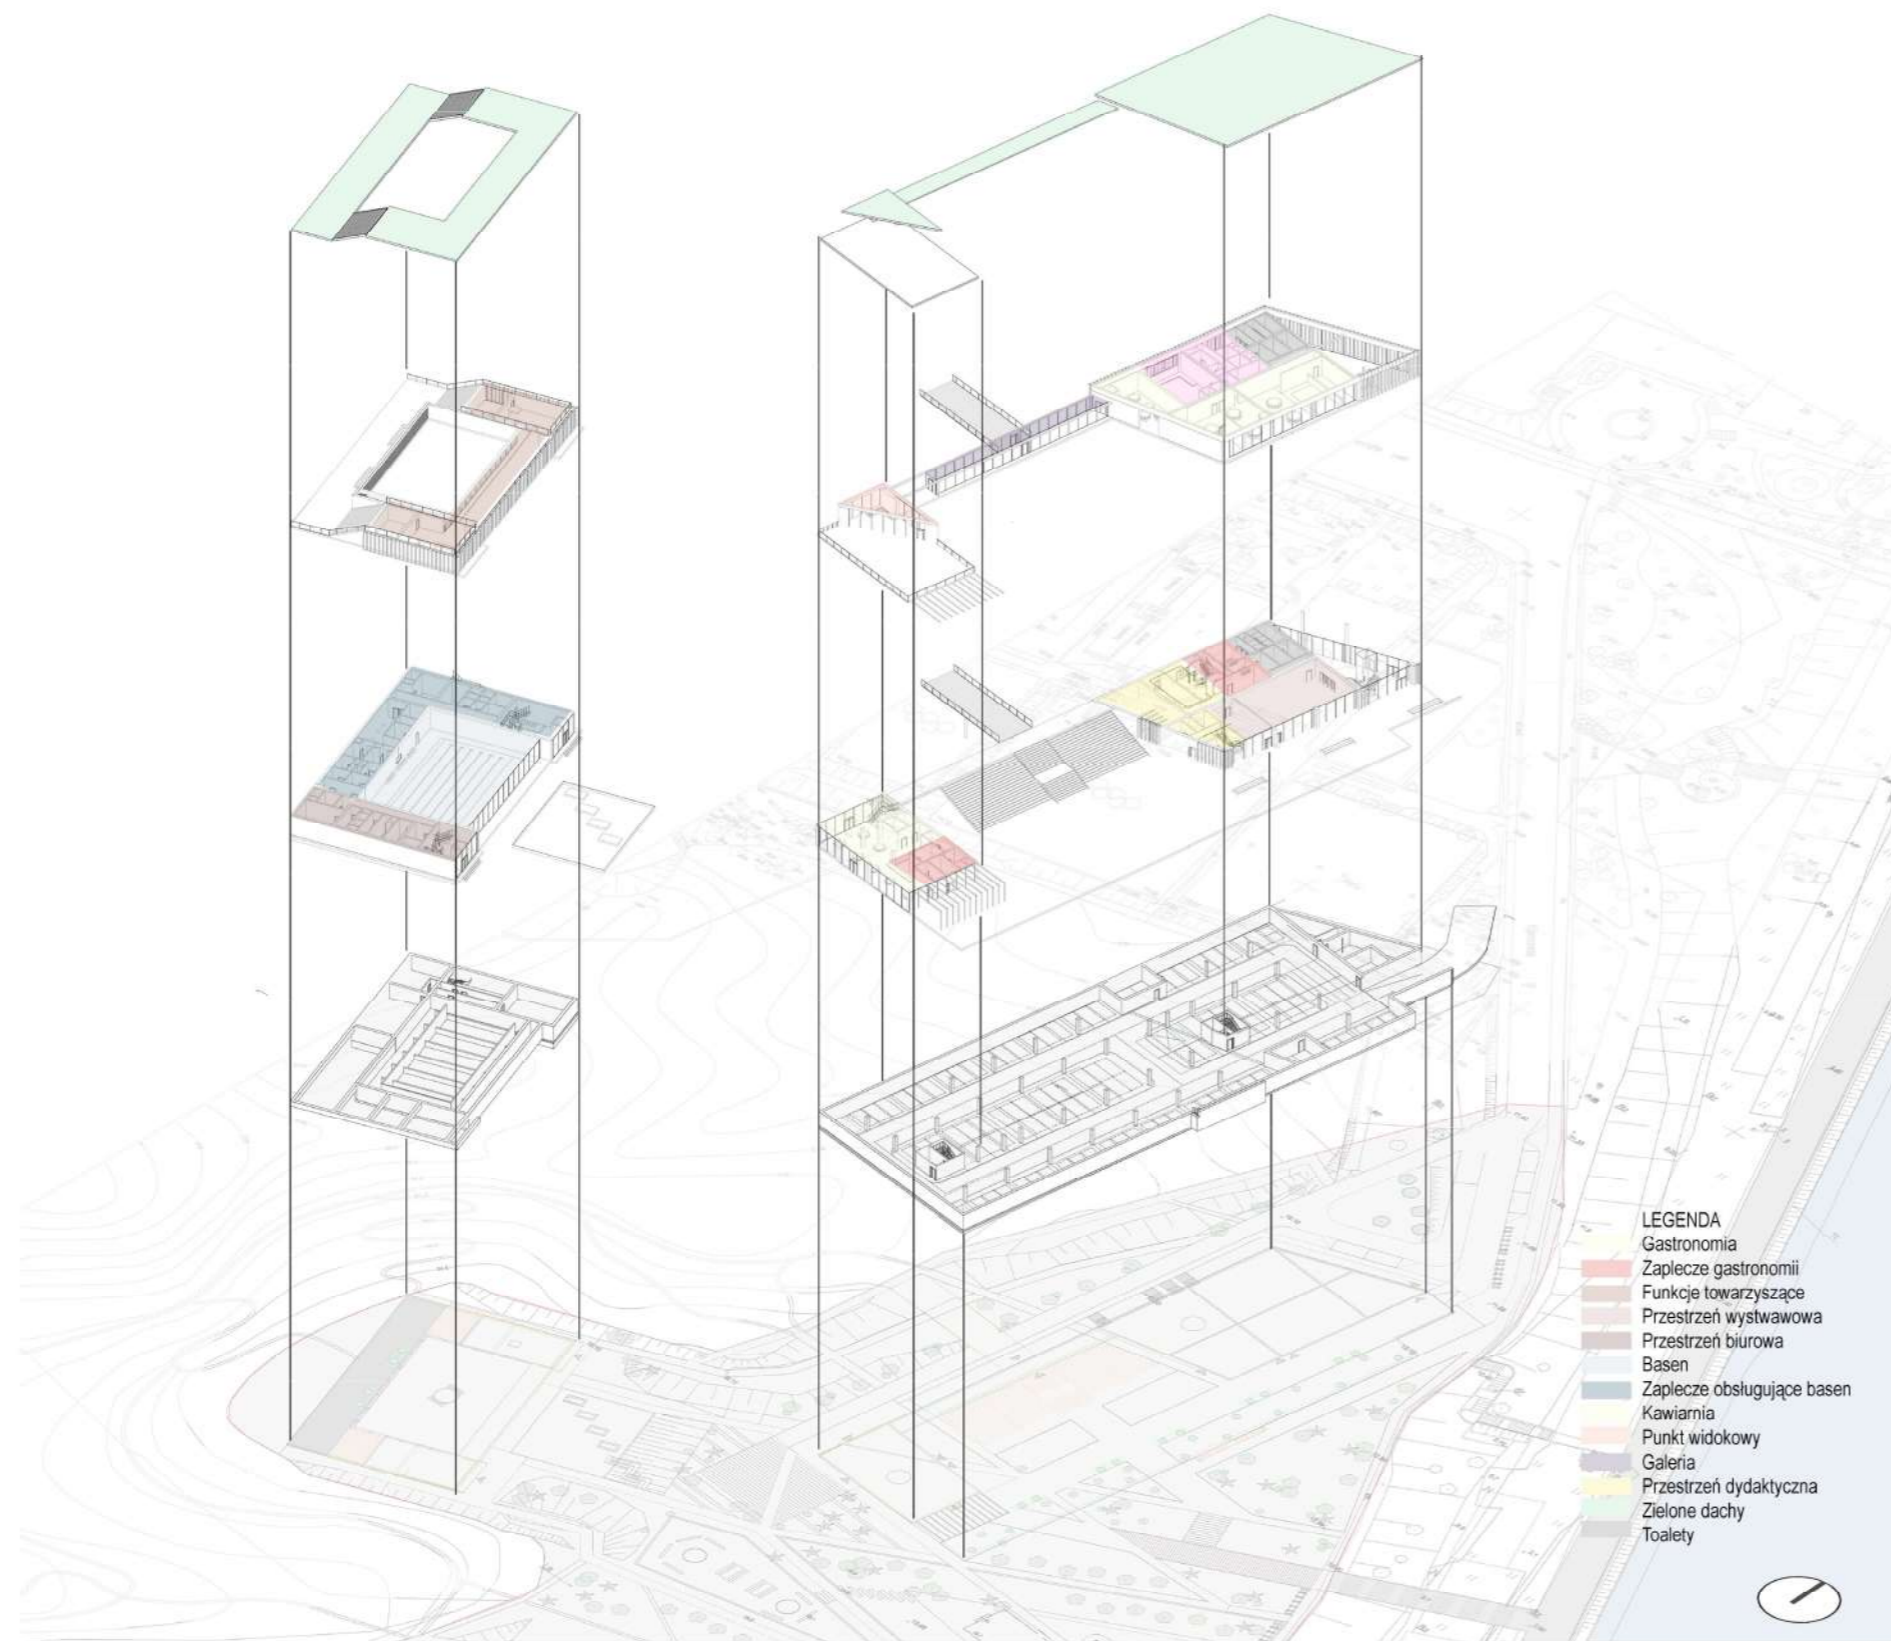 LEGENDA
Gastronomia
Zaplecze gastronomii
Funkcje towarzyszące
Przestrzeń wystwawowa
Przestrzeń biurowa
Basen
Zaplecze obsługujące basen
Kawiarnia
Punkt widokowy
Galeria
Przestrzeń dydaktyczna
Zielone dachy
Toalety